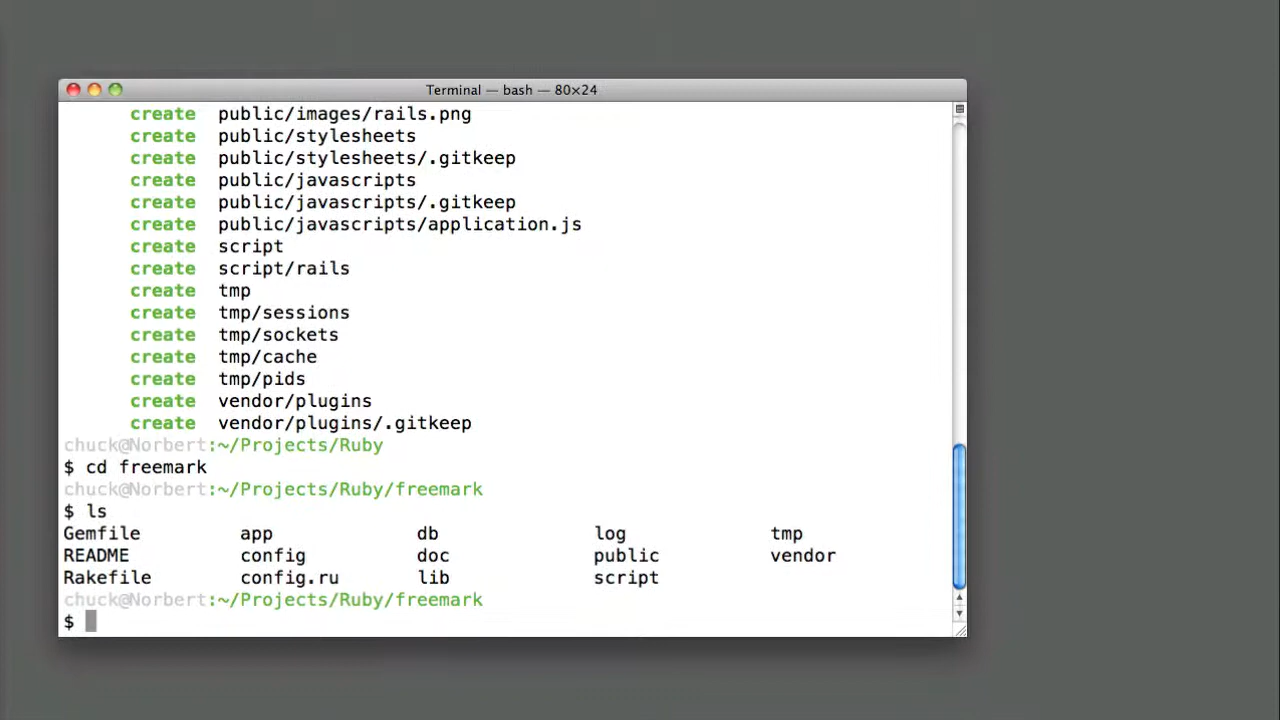 Terminal — bash — 80×24
create public/images/rails.png
create public/stylesheets
create public/stylesheets/.gitkeep
create public/javascripts
create public/javascripts/.gitkeep
create public/javascripts/application.js
create script
create script/rails
create tmp
create tmp/sessions
create tmp/sockets
create tmp/cache
create tmp/pids
create vendor/plugins
create vendor/plugins/.gitkeep
chuck@Norbert:~/Projects/Ruby
$ cd freemark
chuck@Norbert:~/Projects/Ruby/freemark
$ ls
Gemfile app db log tmp
README config doc public vendor
Rakefile config.ru lib script
chuck@Norbert:~/Projects/Ruby/freemark
$